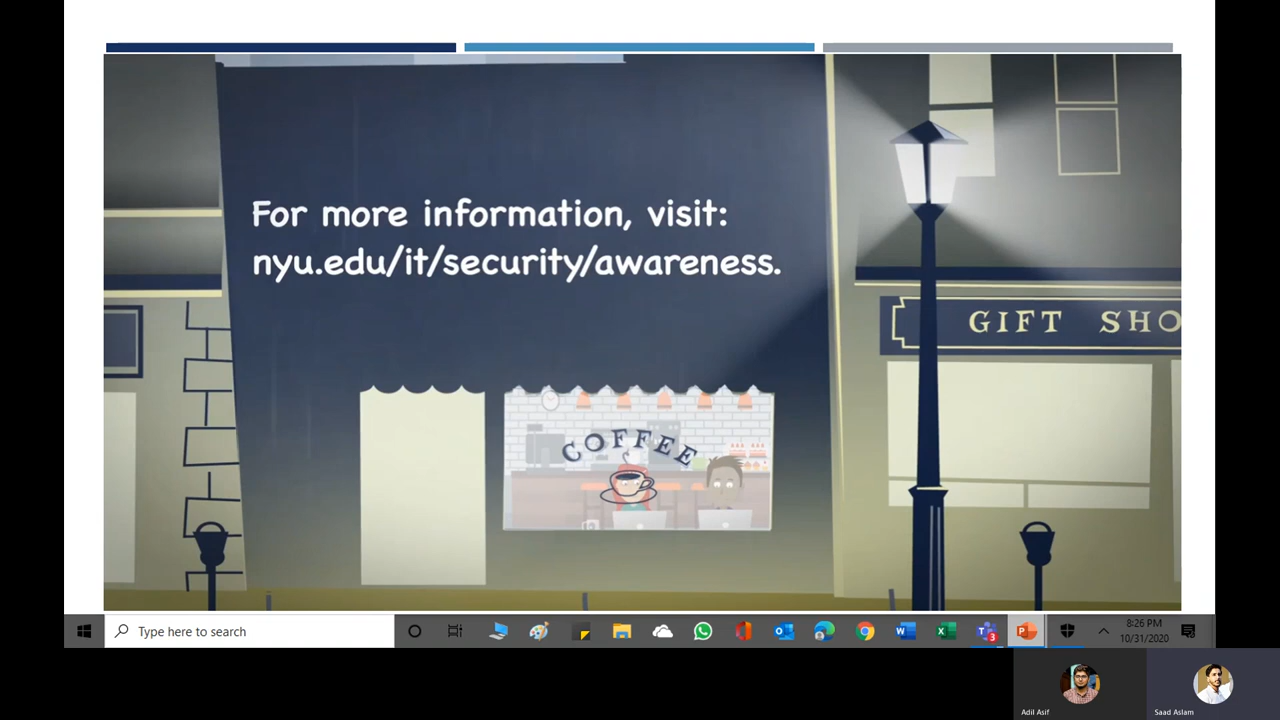 For more information, visit:
nyu.edu/it/security/awareness.
GIFT SHO
COFFEE
Type here to search
3
8:26 PM
10/31/2020
Adil Asif
Saad Aslam